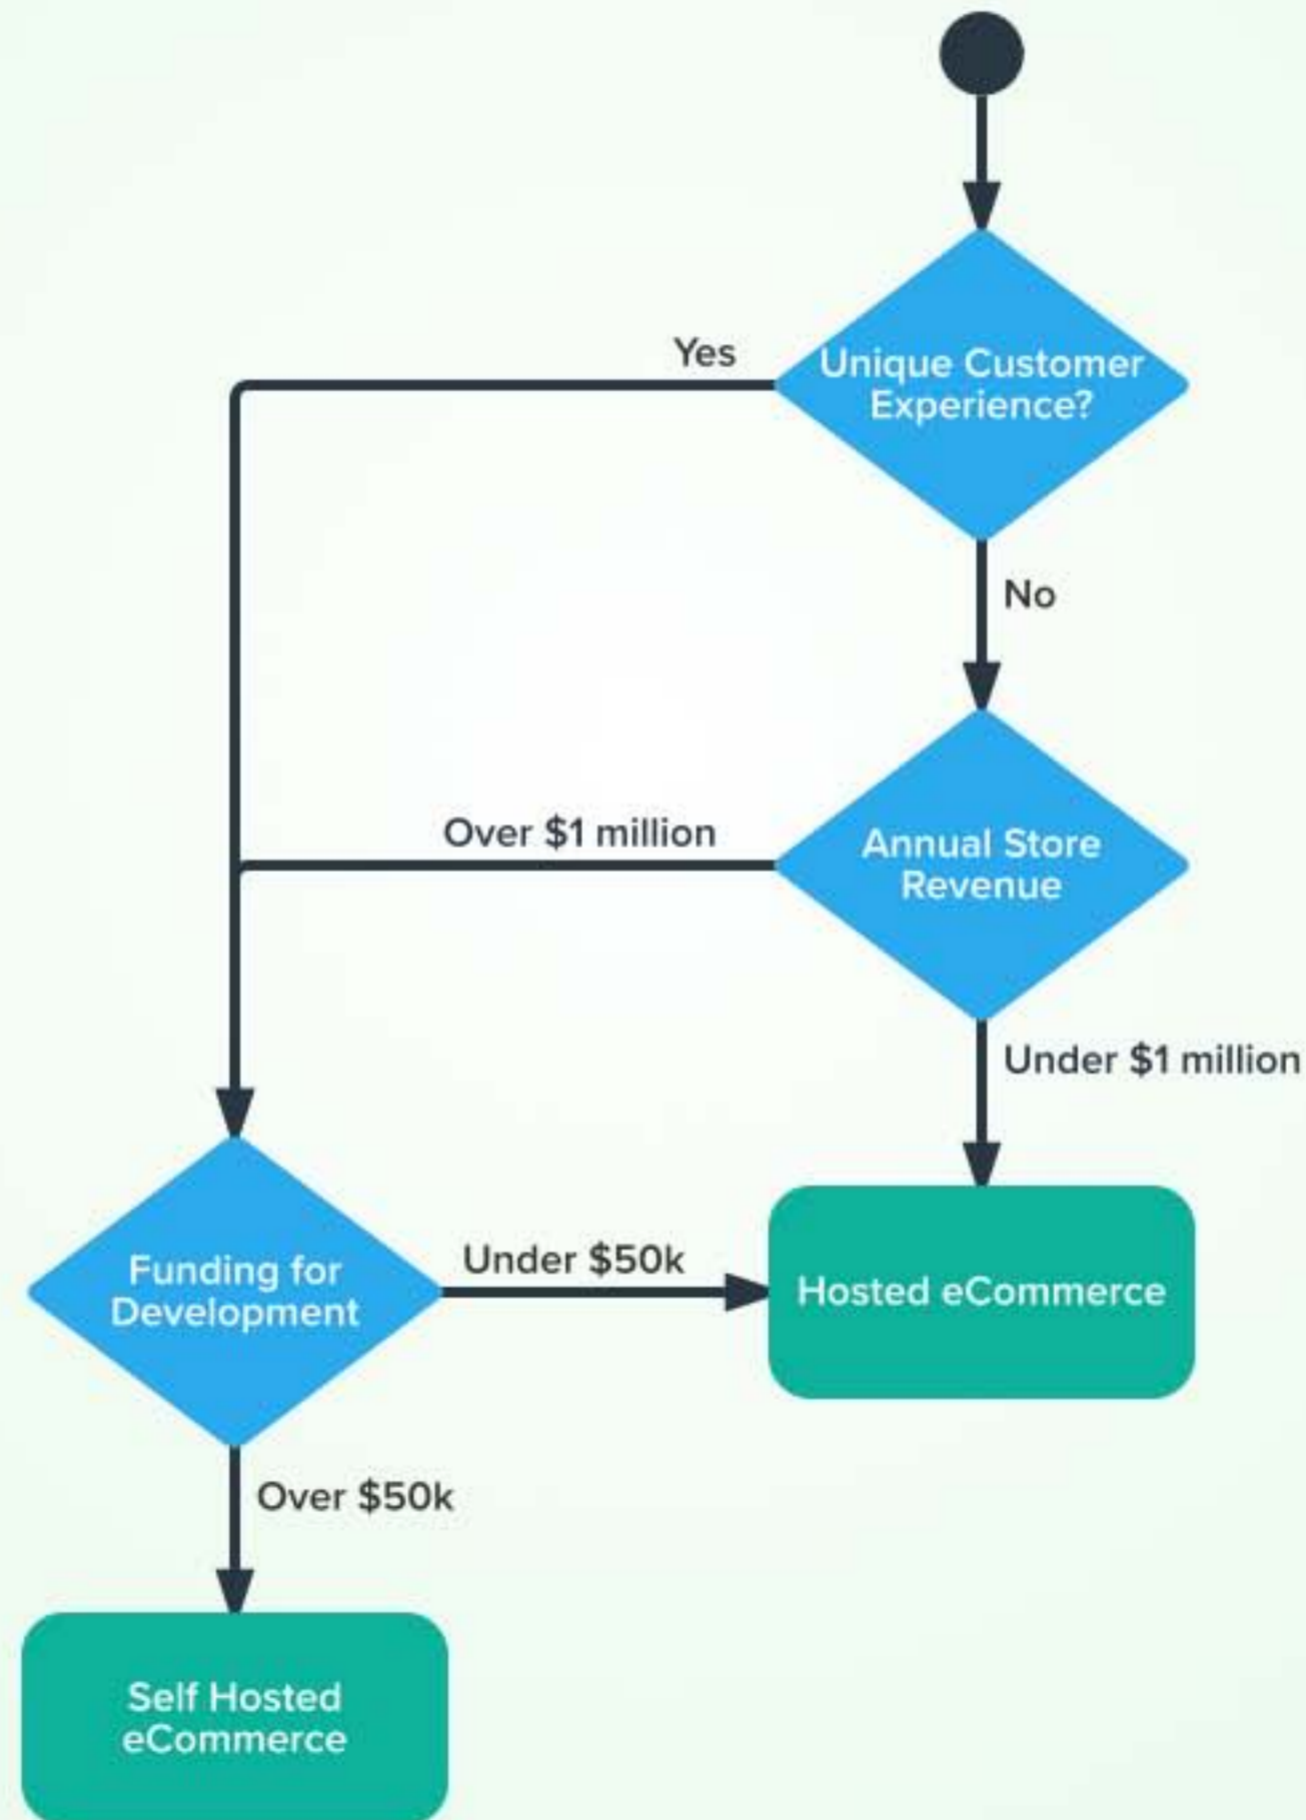 Yes
Unique Customer
Experience?
No
Over $1 million
Annual Store
Revenue
Under $1 million
Funding for
Development
Under $50k
Hosted eCommerce
Over $50k
Self Hosted
eCommerce